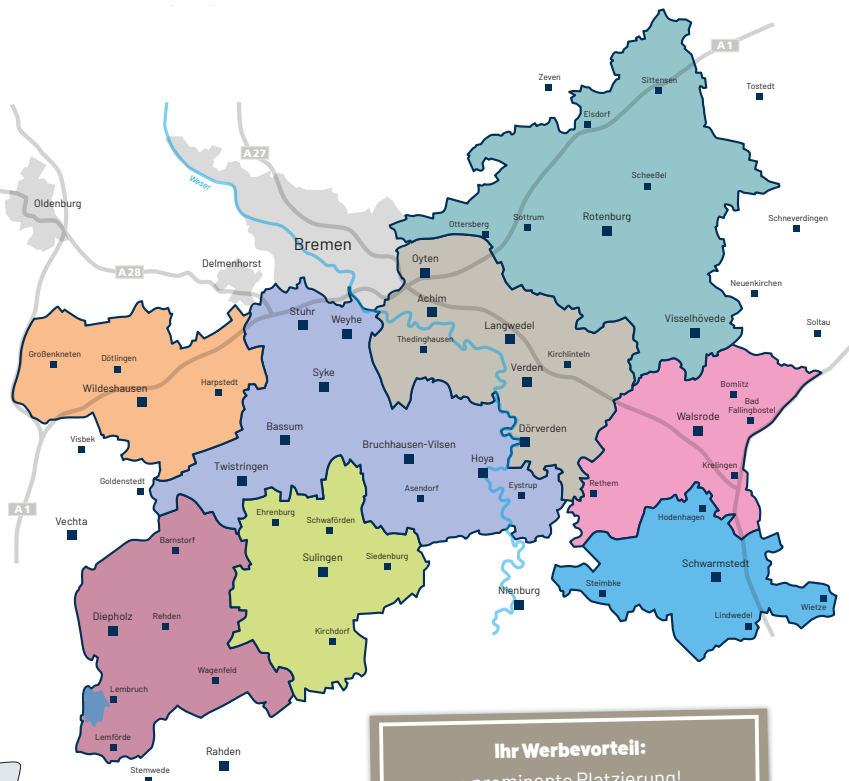 A1
Zeven
Sittensen
Tostedt
Elsdorf
A27
Weser
Scheeßel
Oldenburg
Ottersberg
Sottrum
Rotenburg
Schneverdingen
Bremen
Oyten
Delmenhorst
A28
Neuenkirchen
Achim
Stuhr
Weyhe
Langwedel
Visselhövede
Soltau
Thedinghausen
Großenkneten
Dötlingen
Kirchlinteln
Verden
Wildeshausen
Harpstedt
Syke
Bomlitz
Bad
Fallingbostel
Walsrode
Bassum
Dörverden
Visbek
Bruchhausen-Vilsen
Hoya
Twistringen
Krelingen
Goldenstedt
Asendorf
Eystrup
Rethem
A1
Vechta
Ehrenburg
Schwaförden
Hodenhagen
Barnstorf
Sulingen
Siedenburg
Schwarmstedt
Steimbke
Nienburg
Wietze
Lindwedel
Diepholz
Rehden
Kirchdorf
Wagenfeld
Lembruch
Lemförde
Rahden
Stemwede
Ihr Werbevorteil:
prominente Platzierung!